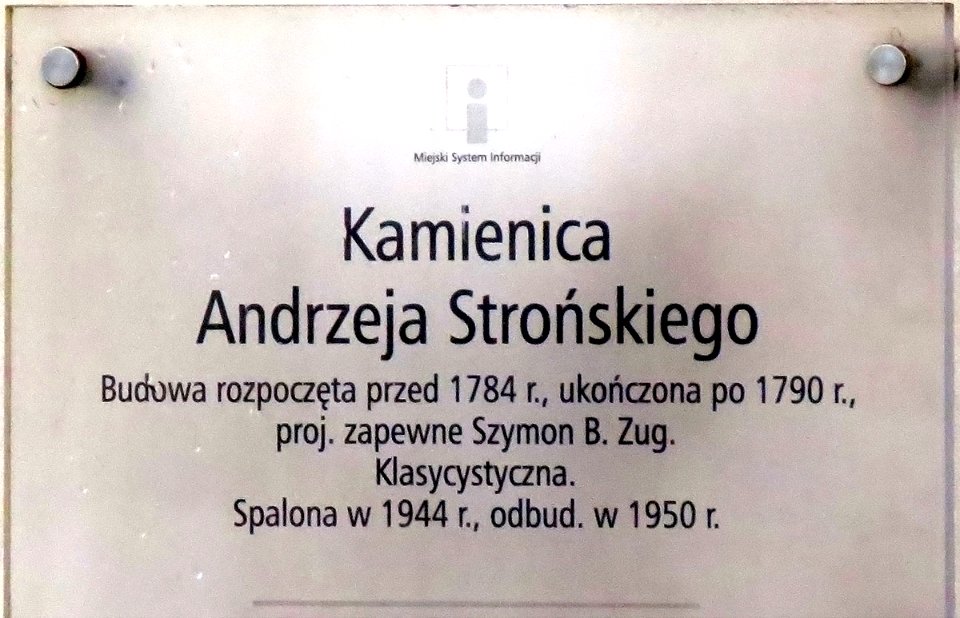 Miejski System Informacji
Kamienica
Andrzeja Strońskiego
Budowa rozpoczęta przed 1784 r., ukończona po 1790 r.,
proj. zapewne Szymon B. Zug.
Klasycystyczna.
Spalona w 1944 r., odbud. w 1950 r.